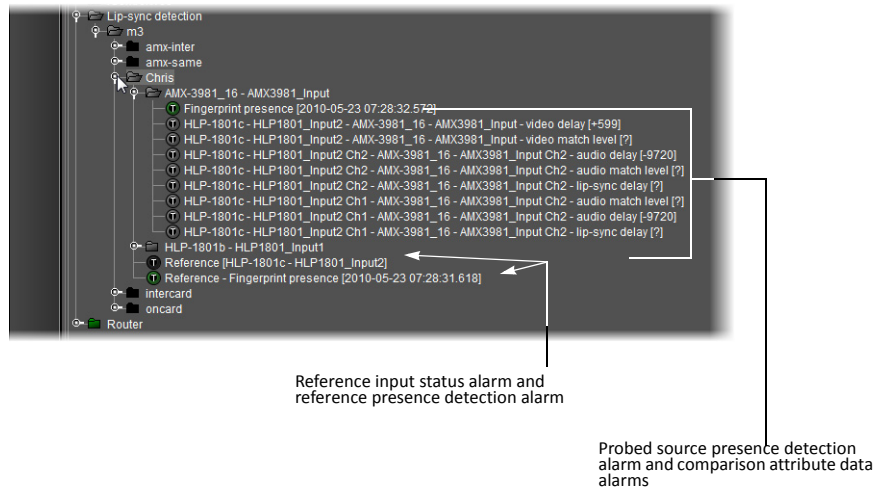 Lip-sync detection
m3
amx-inter
amx-same
Chris
AMX-3981_16 - AMX3981_Input
Fingerprint presence [2010-05-23 07:28:32.572]
HLP-1801c - HLP1801_Input2 - AMX-3981_16 - AMX3981_Input - video delay [+599]
HLP-1801c - HLP1801_Input2 - AMX-3981_16 - AMX3981_Input - video match level [?]
HLP-1801c - HLP1801_Input2 Ch2 - AMX-3981_16 - AMX3981_Input Ch2 - audio delay [-9720]
HLP-1801c - HLP1801_Input2 Ch2 - AMX-3981_16 - AMX3981_Input Ch2 - audio match level [?]
HLP-1801c - HLP1801_Input2 Ch2 - AMX-3981_16 - AMX3981_Input Ch2 - lip-sync delay [?]
HLP-1801c - HLP1801_Input2 Ch1 - AMX-3981_16 - AMX3981_Input Ch2 - audio match level [?]
HLP-1801c - HLP1801_Input2 Ch1 - AMX-3981_16 - AMX3981_Input Ch2 - audio delay [-9720]
HLP-1801c - HLP1801_Input2 Ch1 - AMX-3981_16 - AMX3981_Input Ch2 - lip-sync delay [?]
HLP-1801b - HLP1801_Input1
Reference [HLP-1801c - HLP1801_Input2]
Reference - Fingerprint presence [2010-05-23 07:28:31.618]
intercard
oncard
Router
Reference input status alarm and
reference presence detection alarm
Probed source presence detection
alarm and comparison attribute data
alarms